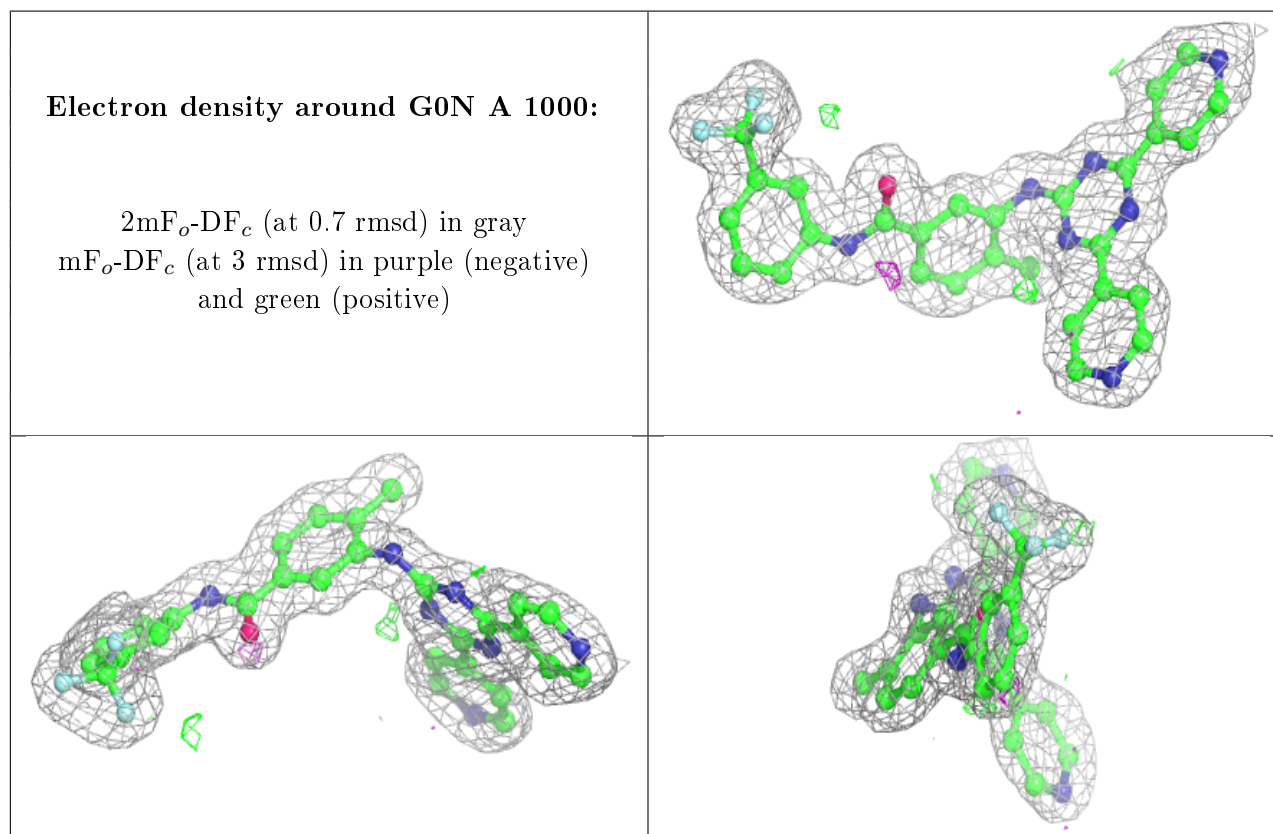 Electron density around G0N A 1000:
2mFo-DFc (at 0.7 rmsd) in gray
mFo-DFc (at 3 rmsd) in purple (negative)
and green (positive)